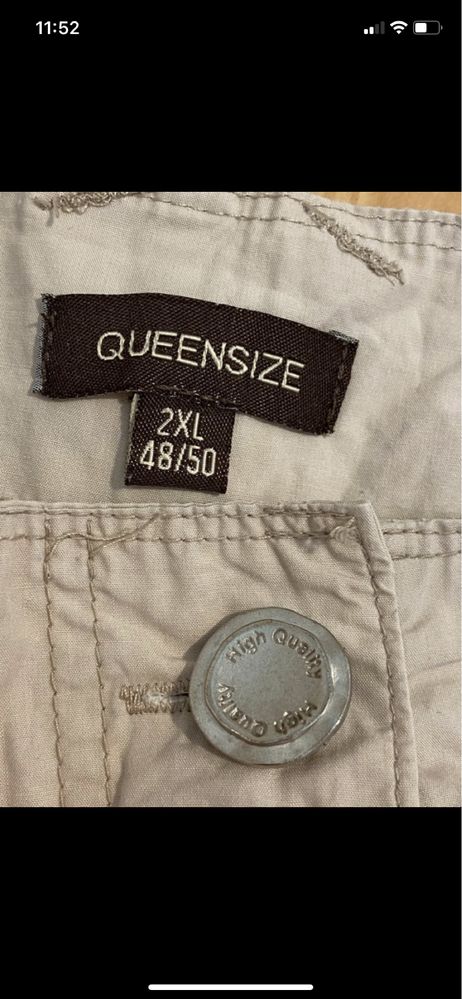 11:52
QUEENSIZE
2XL
48/50
High Quality
High Quality